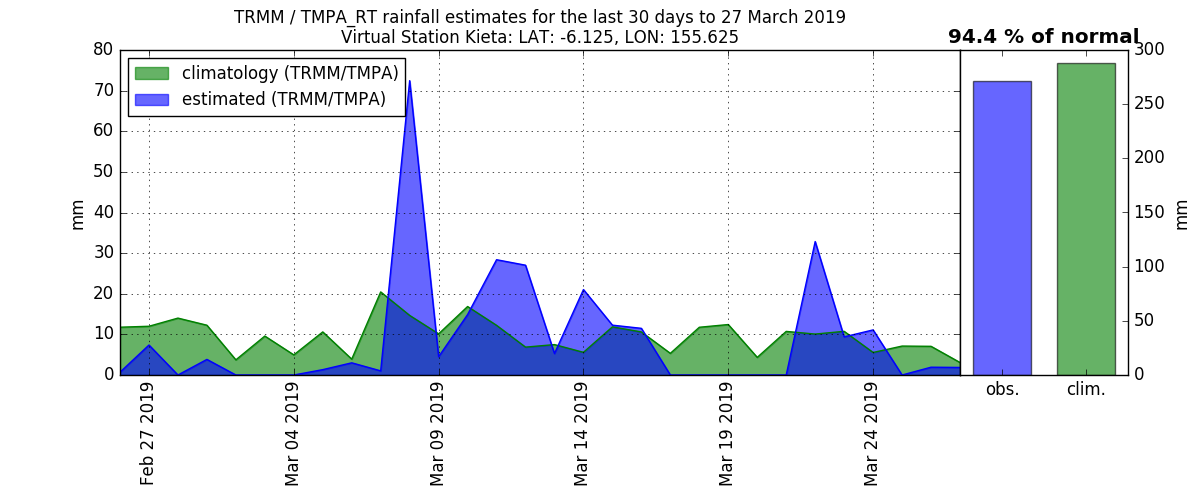 TRMM / TMPA_RT rainfall estimates for the last 30 days to 27 March 2019
Virtual Station Kieta: LAT: -6.125, LON: 155.625
94.4 % of normal
climatology (TRMM/TMPA)
estimated (TRMM/TMPA)
mm
80
70
60
50
40
30
20
10
0
Feb 27 2019
Mar 04 2019
Mar 09 2019
Mar 14 2019
Mar 19 2019
Mar 24 2019
300
250
200
150
100
50
0
mm
obs.
clim.